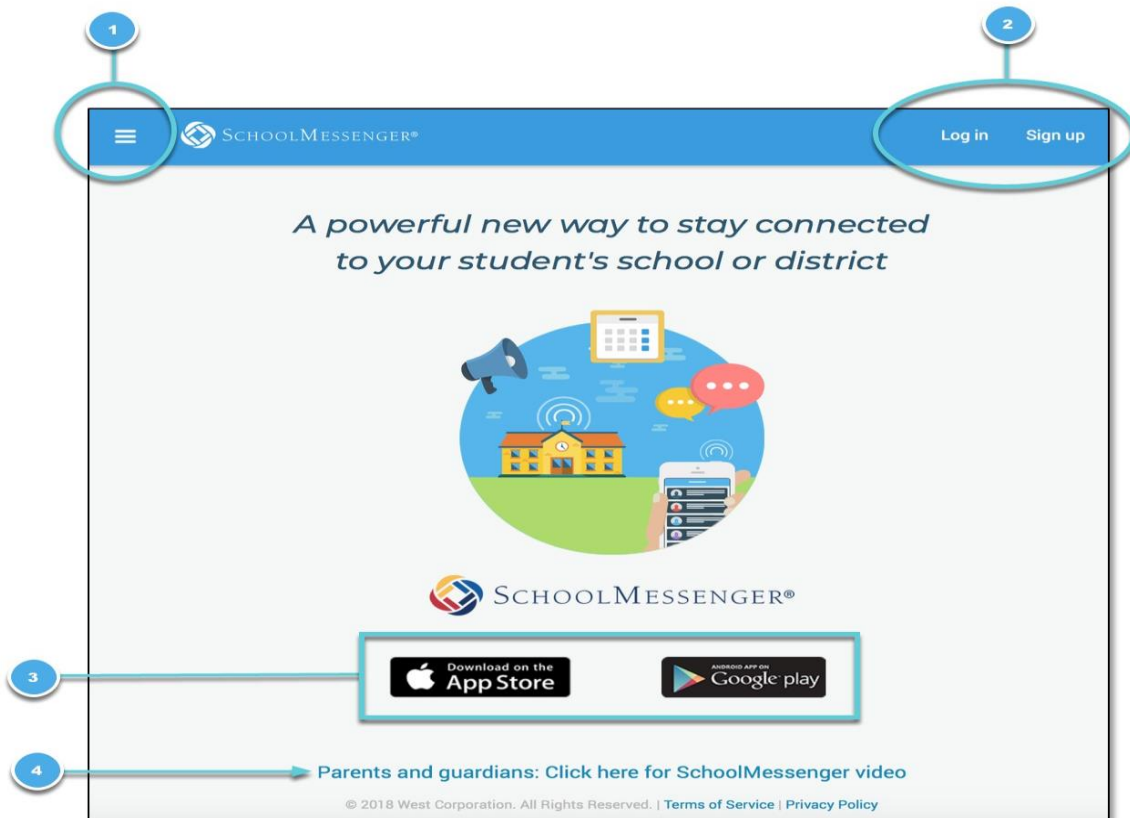 1
2
SCHOOLMESSENGER®
Log in Sign up
A powerful new way to stay connected
to your student's school or district
SCHOOLMESSENGER®
3
Download on the
App Store
ANDROID APP ON
Google play
4
Parents and guardians: Click here for SchoolMessenger video
© 2018 West Corporation. All Rights Reserved. | Terms of Service | Privacy Policy